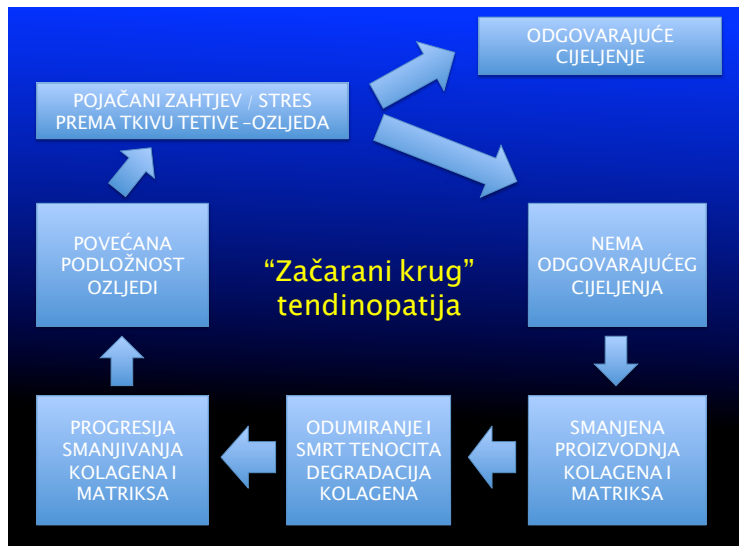 ODGOVARAJUĆE
CIJELJENJE
POJAČANI ZAHTJEV / STRES
PREMA TKIVU TETIVE –OZLJEDA
POVEĆANA
PODLOŽNOST
OZLJEDI
“Začarani krug”
tendinopatija
NEMA
ODGOVARAJUĆEG
CIJELJENJA
PROGRESIJA
SMANJIVANJA
KOLAGENA I
MATRIKSA
ODUMIRANJE I
SMRT TENOCITA
DEGRADACIJA
KOLAGENA
SMANJENA
PROIZVODNJA
KOLAGENA I
MATRIKSA